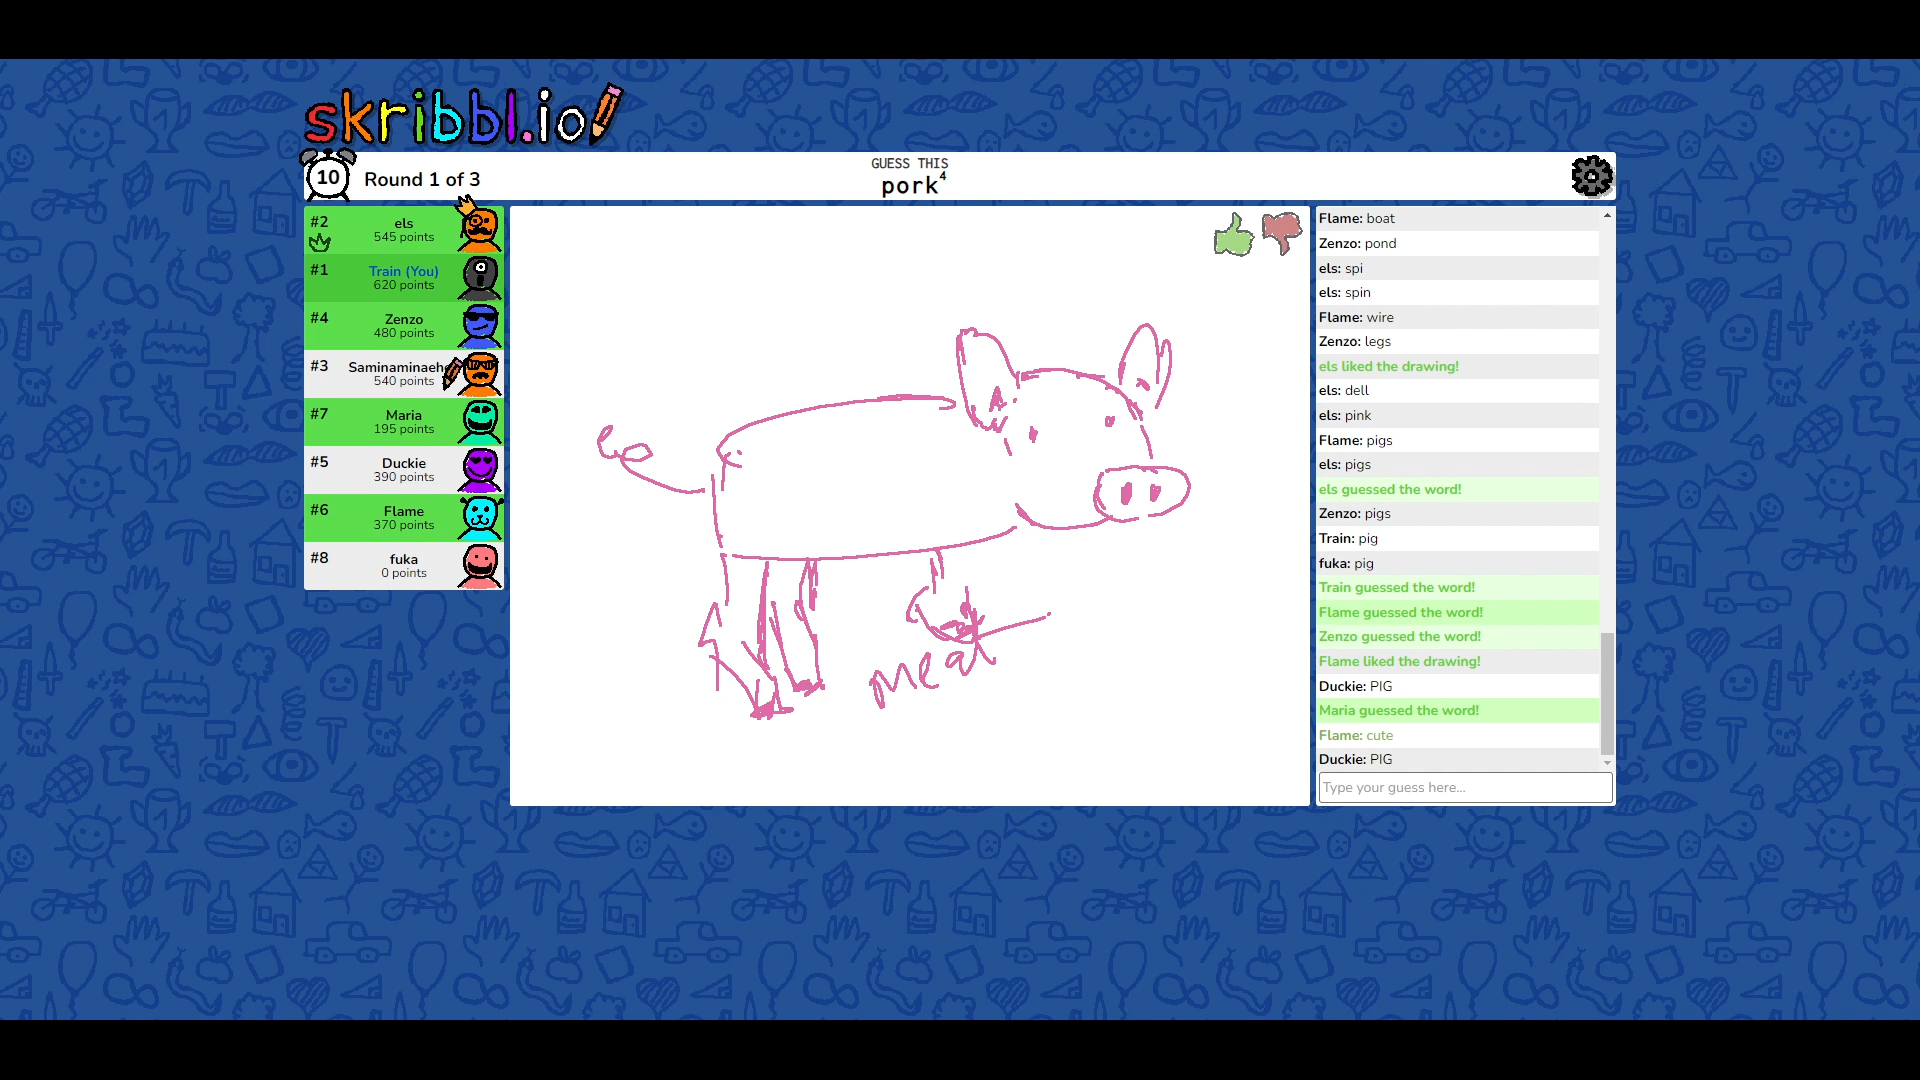 skribbl.io
10
Round 1 of 3
GUESS THIS
pork4
#2
els
545 points
#1
Train (You)
620 points
#4
Zenzo
480 points
#3
Saminaminaeh
540 points
#7
Maria
195 points
#5
Duckie
390 points
#6
Flame
370 points
#8
fuka
0 points
meat
Flame: boat
Zenzo: pond
els: spi
els: spin
Flame: wire
Zenzo: legs
els liked the drawing!
els: dell
els: pink
Flame: pigs
els: pigs
els guessed the word!
Zenzo: pigs
Train: pig
fuka: pig
Train guessed the word!
Flame guessed the word!
Zenzo guessed the word!
Flame liked the drawing!
Duckie: PIG
Maria guessed the word!
Flame: cute
Duckie: PIG
Type your guess here...